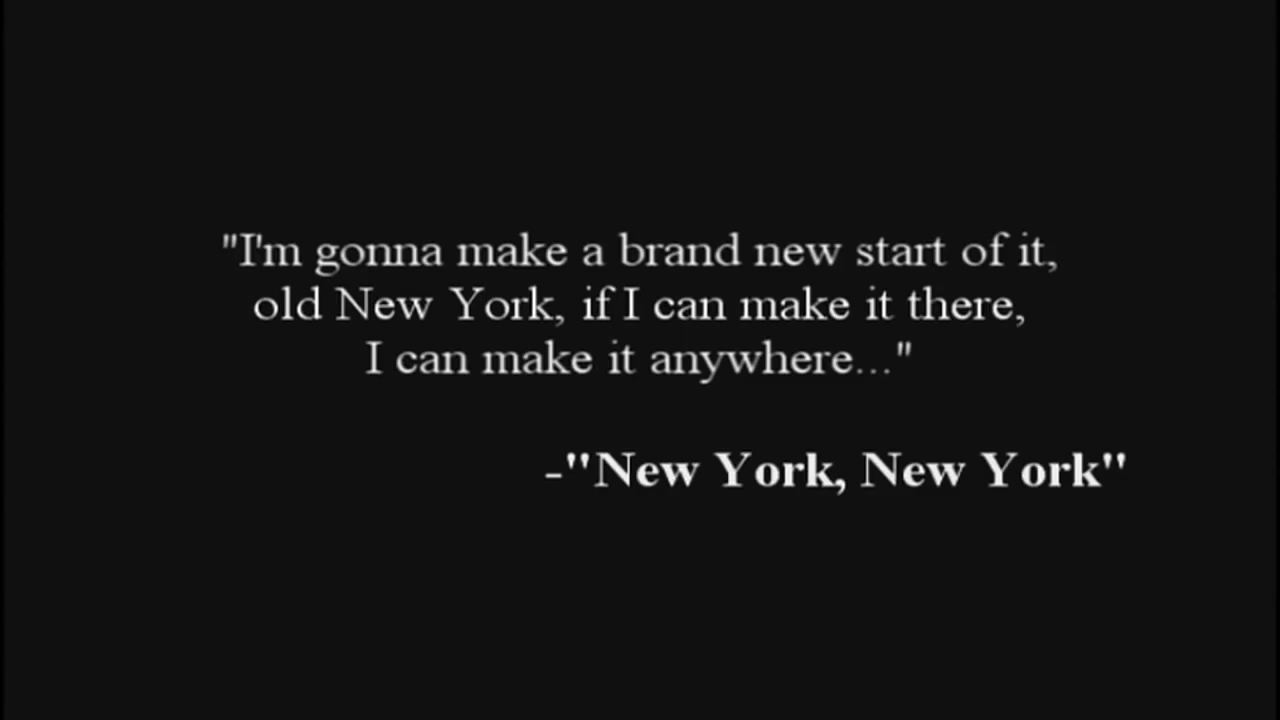 "I'm gonna make a brand new start of it,
old New York, if I can make it there,
I can make it anywhere..."
-"New York, New York"